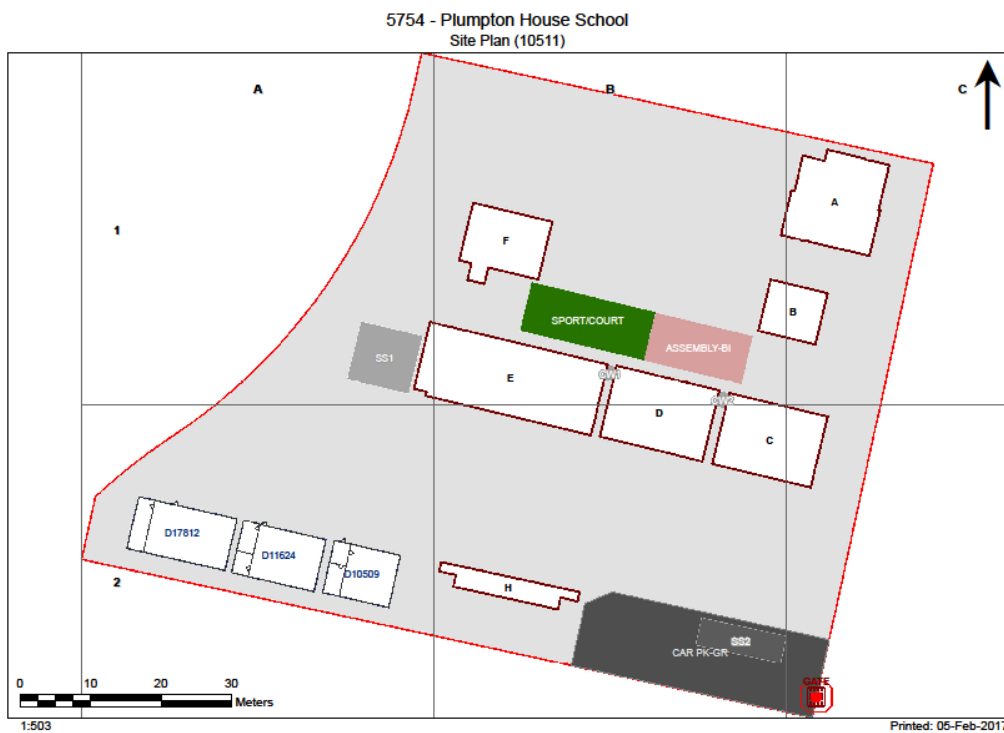 5754 - Plumpton House School
Site Plan (10511)
A
B
C
A
1
F
B
SPORT/COURT
ASSEMBLY-BI
SS1
E
CW1
D
CW2
C
D17812
D11624
D10509
2
H
SS2
CAR PK-GR
GATE
0 10 20 30
Meters
1:503
Printed: 05-Feb-2017